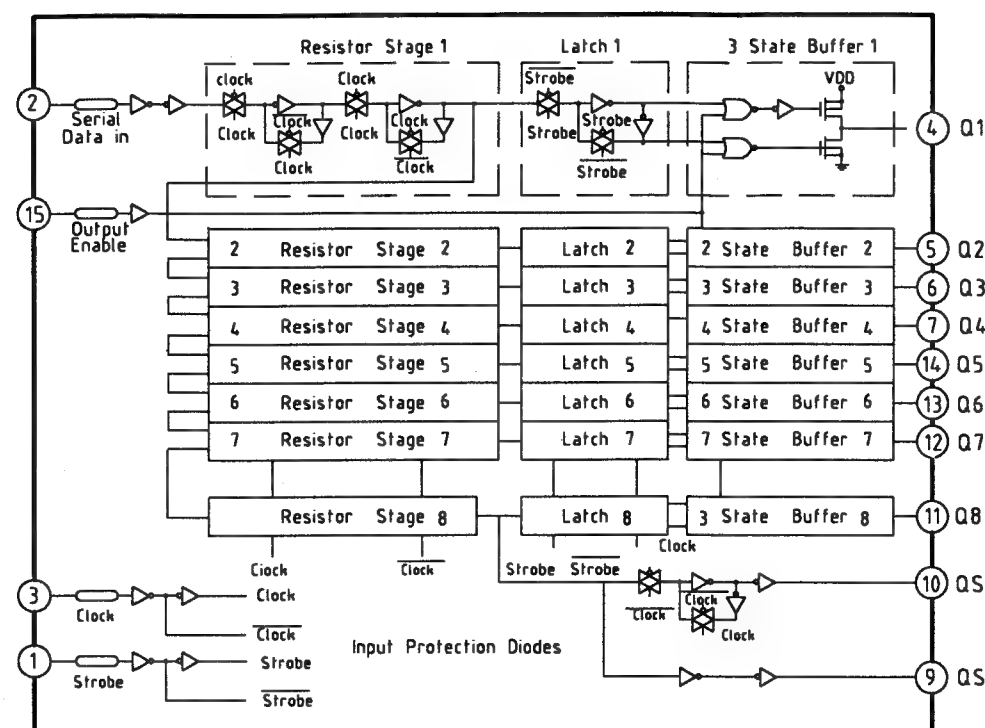 Resistor Stage 1 Latch 1 3 State Buffer 1
clock Clock Strobe VDD
2 Clock Clock 4 Q1
Serial Clock Clock Strobe Strobe
Data in
Clock Clock Strobe
15
Output
Enable
2 Resistor Stage 2 Latch 2 2 State Buffer 2 5 Q2
3 Resistor Stage 3 Latch 3 3 State Buffer 3 6 Q3
4 Resistor Stage 4 Latch 4 4 State Buffer 4 7 Q4
5 Resistor Stage 5 Latch 5 5 State Buffer 5 14 Q5
6 Resistor Stage 6 Latch 6 6 State Buffer 6 13 Q6
7 Resistor Stage 7 Latch 7 7 State Buffer 7 12 Q7
Resistor Stage 8 Latch 8 3 State Buffer 8 11 Q8
Clock
Clock Clock Strobe Strobe
10 QS
3 Clock
Clock Clock Clock
Clock Clock
Input Protection Diodes
1 Strobe 9 QS
Strobe
Strobe